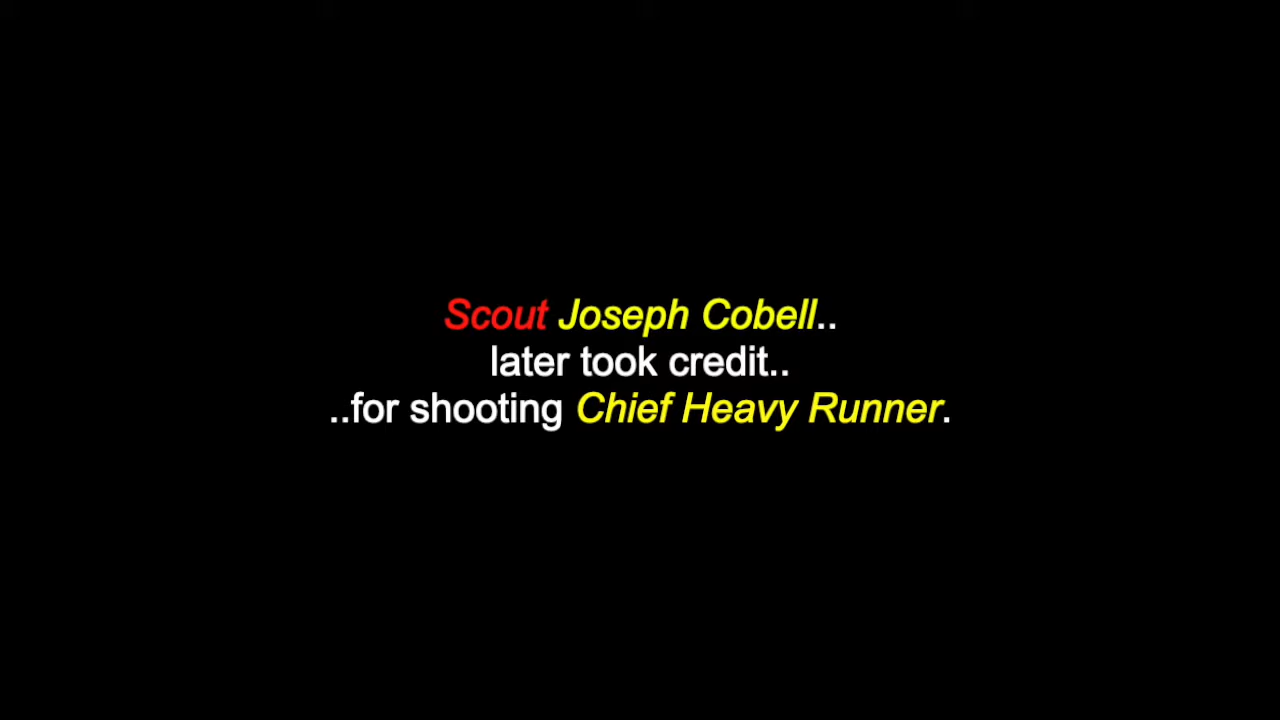 Scout Joseph Cobell..
later took credit..
..for shooting Chief Heavy Runner.